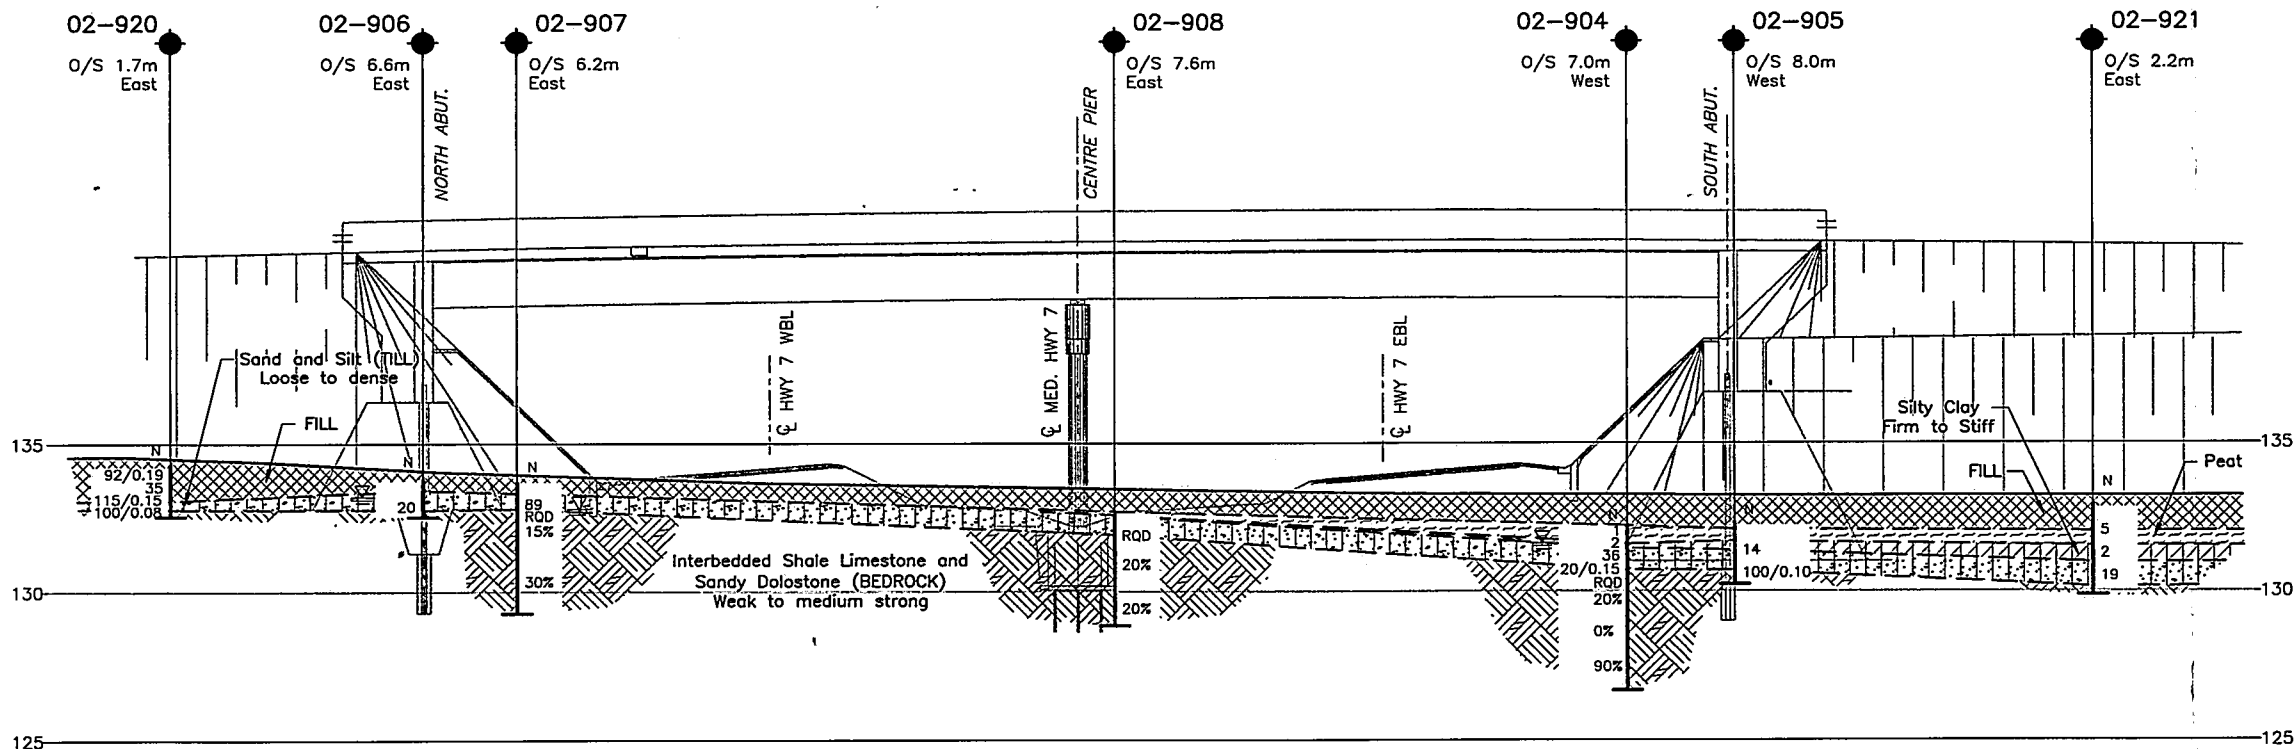 02-920
02-906
02-907
02-908
02-904
02-905
02-921
O/S 1.7m
East
O/S 6.6m
East
O/S 6.2m
East
O/S 7.6m
East
O/S 7.0m
West
O/S 8.0m
West
O/S 2.2m
East
NORTH ABUT.
CENTRE PIER
SOUTH ABUT.
℄ HWY 7 WBL
℄ MED. HWY 7
℄ HWY 7 EBL
Sand and Silt (TILL)
Loose to dense
FILL
Silty Clay
Firm to Stiff
FILL
Peat
135
135
N
92/0.19
35
115/0.15
100/0.08
N
20
N
89
RQD
15%
30%
RQD
20%
20%
N
2
36
20/0.15
RQD
20%
0%
90%
N
14
100/0.10
N
5
2
19
Interbedded Shale Limestone and
Sandy Dolostone (BEDROCK)
Weak to medium strong
130
130
125
125